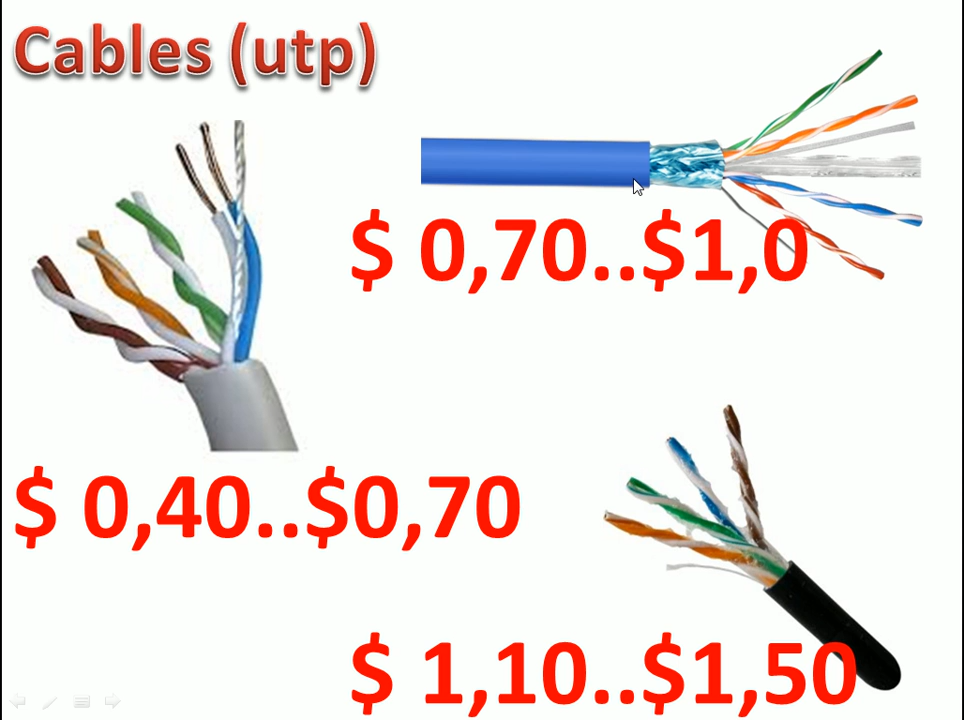 Cables (utp)
$ 0,70..$1,0
$ 0,40..$0,70
$ 1,10..$1,50